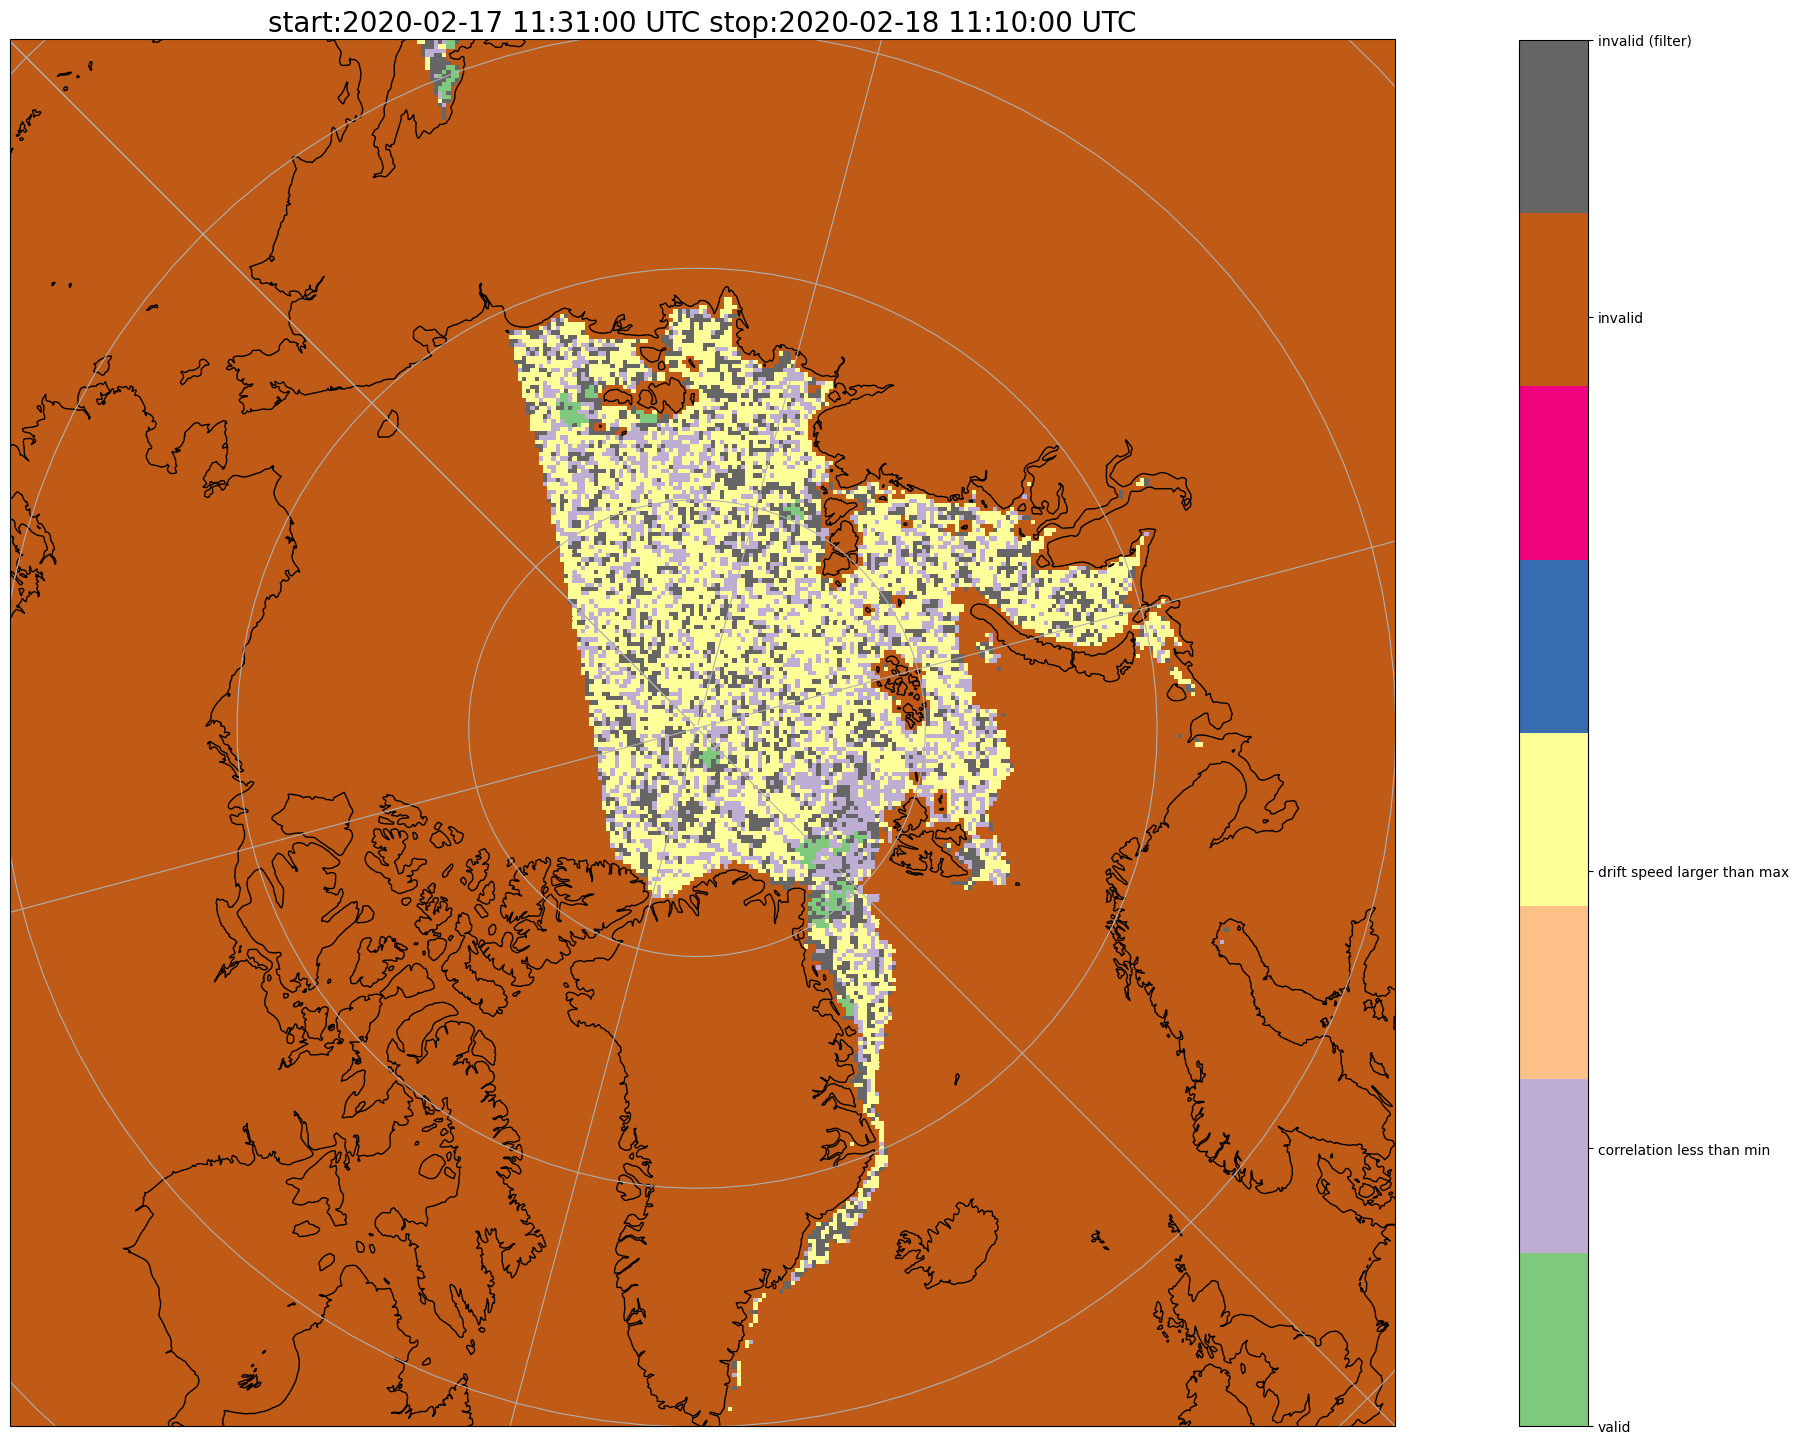 start:2020-02-17 11:31:00 UTC stop:2020-02-18 11:10:00 UTC
invalid (filter)
invalid
drift speed larger than max
correlation less than min
valid